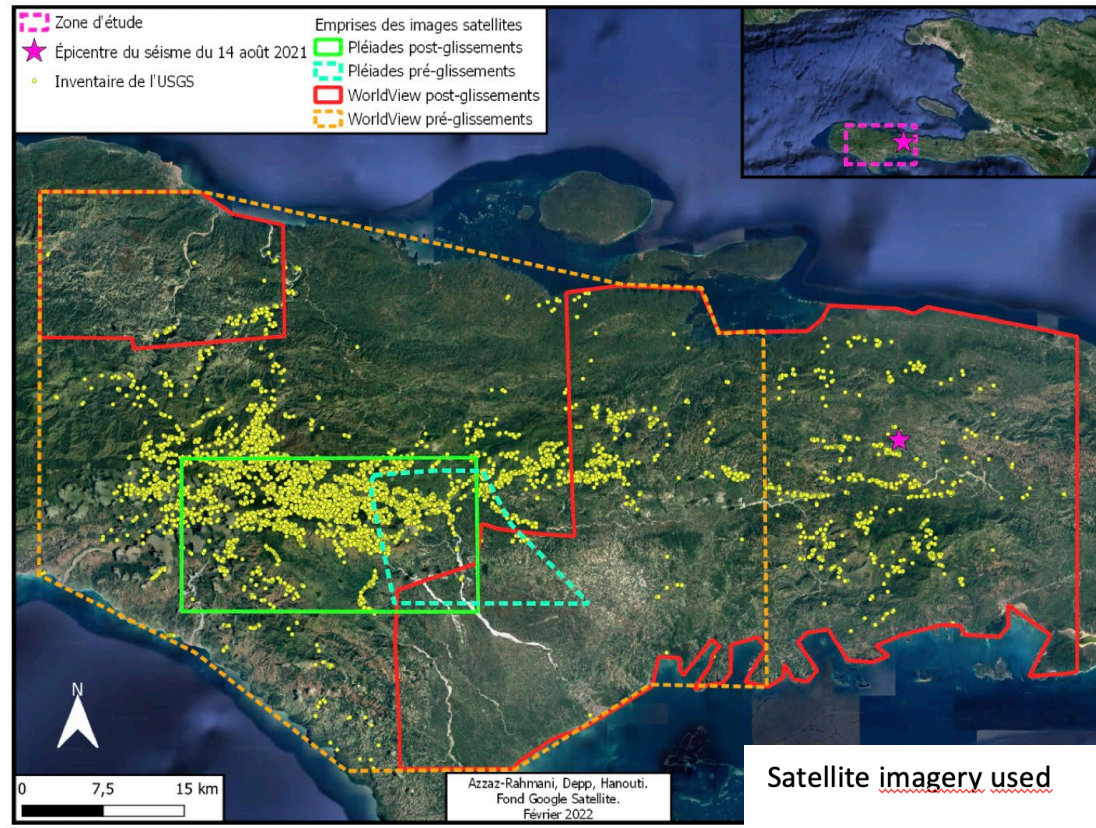 Zone d'étude
Épicentre du séisme du 14 août 2021
Inventaire de l'USGS
Emprises des images satellites
Pléiades post-glissements
Pléiades pré-glissements
WorldView post-glissements
WorldView pré-glissements
N
0 7,5 15 km
Azzaz-Rahmani, Depp, Hanouti.
Fond Google Satellite.
Février 2022
Satellite imagery used